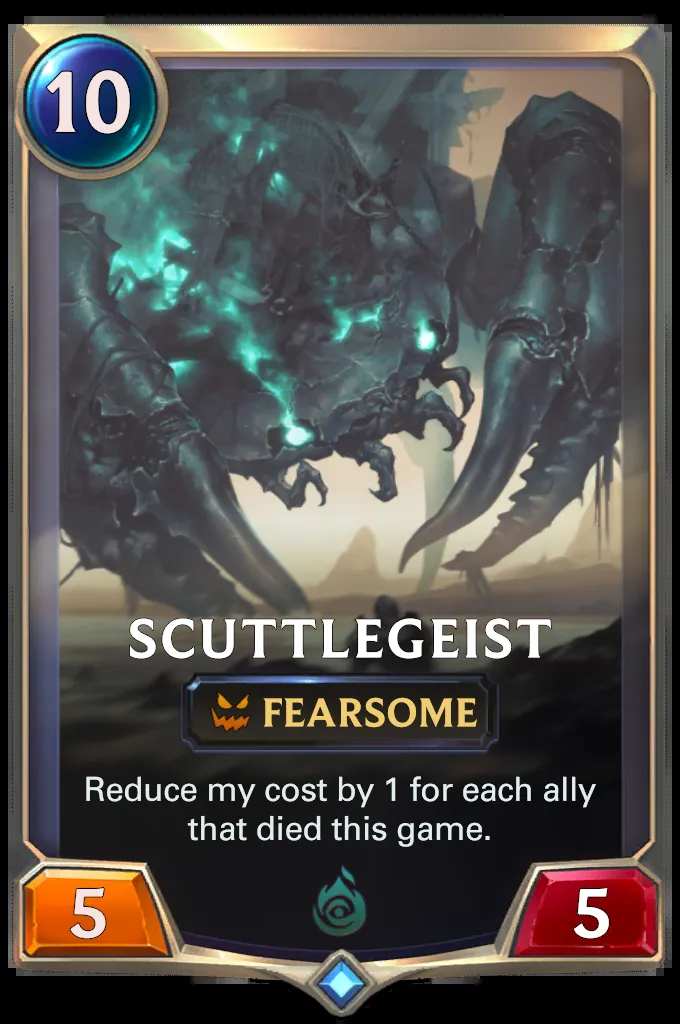 10
SCUTTLEGEIST
FEARSOME
Reduce my cost by 1 for each ally
that died this game.
5
5